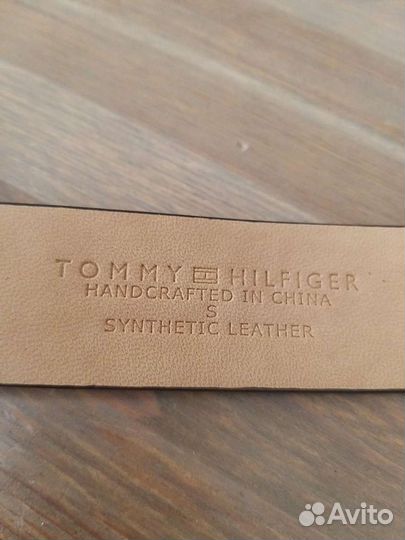 TOMMY HILFIGER
HANDCRAFTED IN CHINA
S
SYNTHETIC LEATHER
Avito